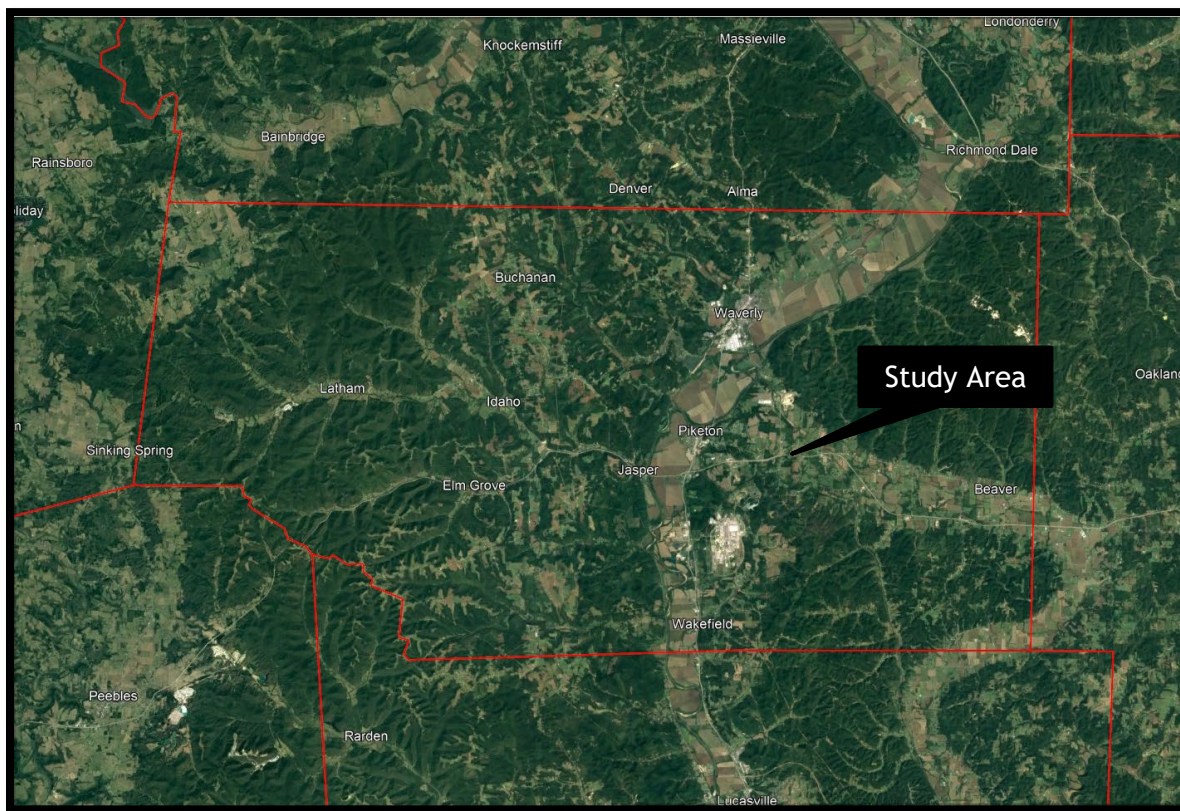 Londonderry
Knockemstiff
Massieville
Bainbridge
Richmond Dale
Rainsboro
Denver
Alma
liday
Buchanan
Waverly
Study Area
Oakland
Latham
Idaho
Piketon
Sinking Spring
Jasper
Elm Grove
Beaver
Wakefield
Peebles
Rarden
Lucasville